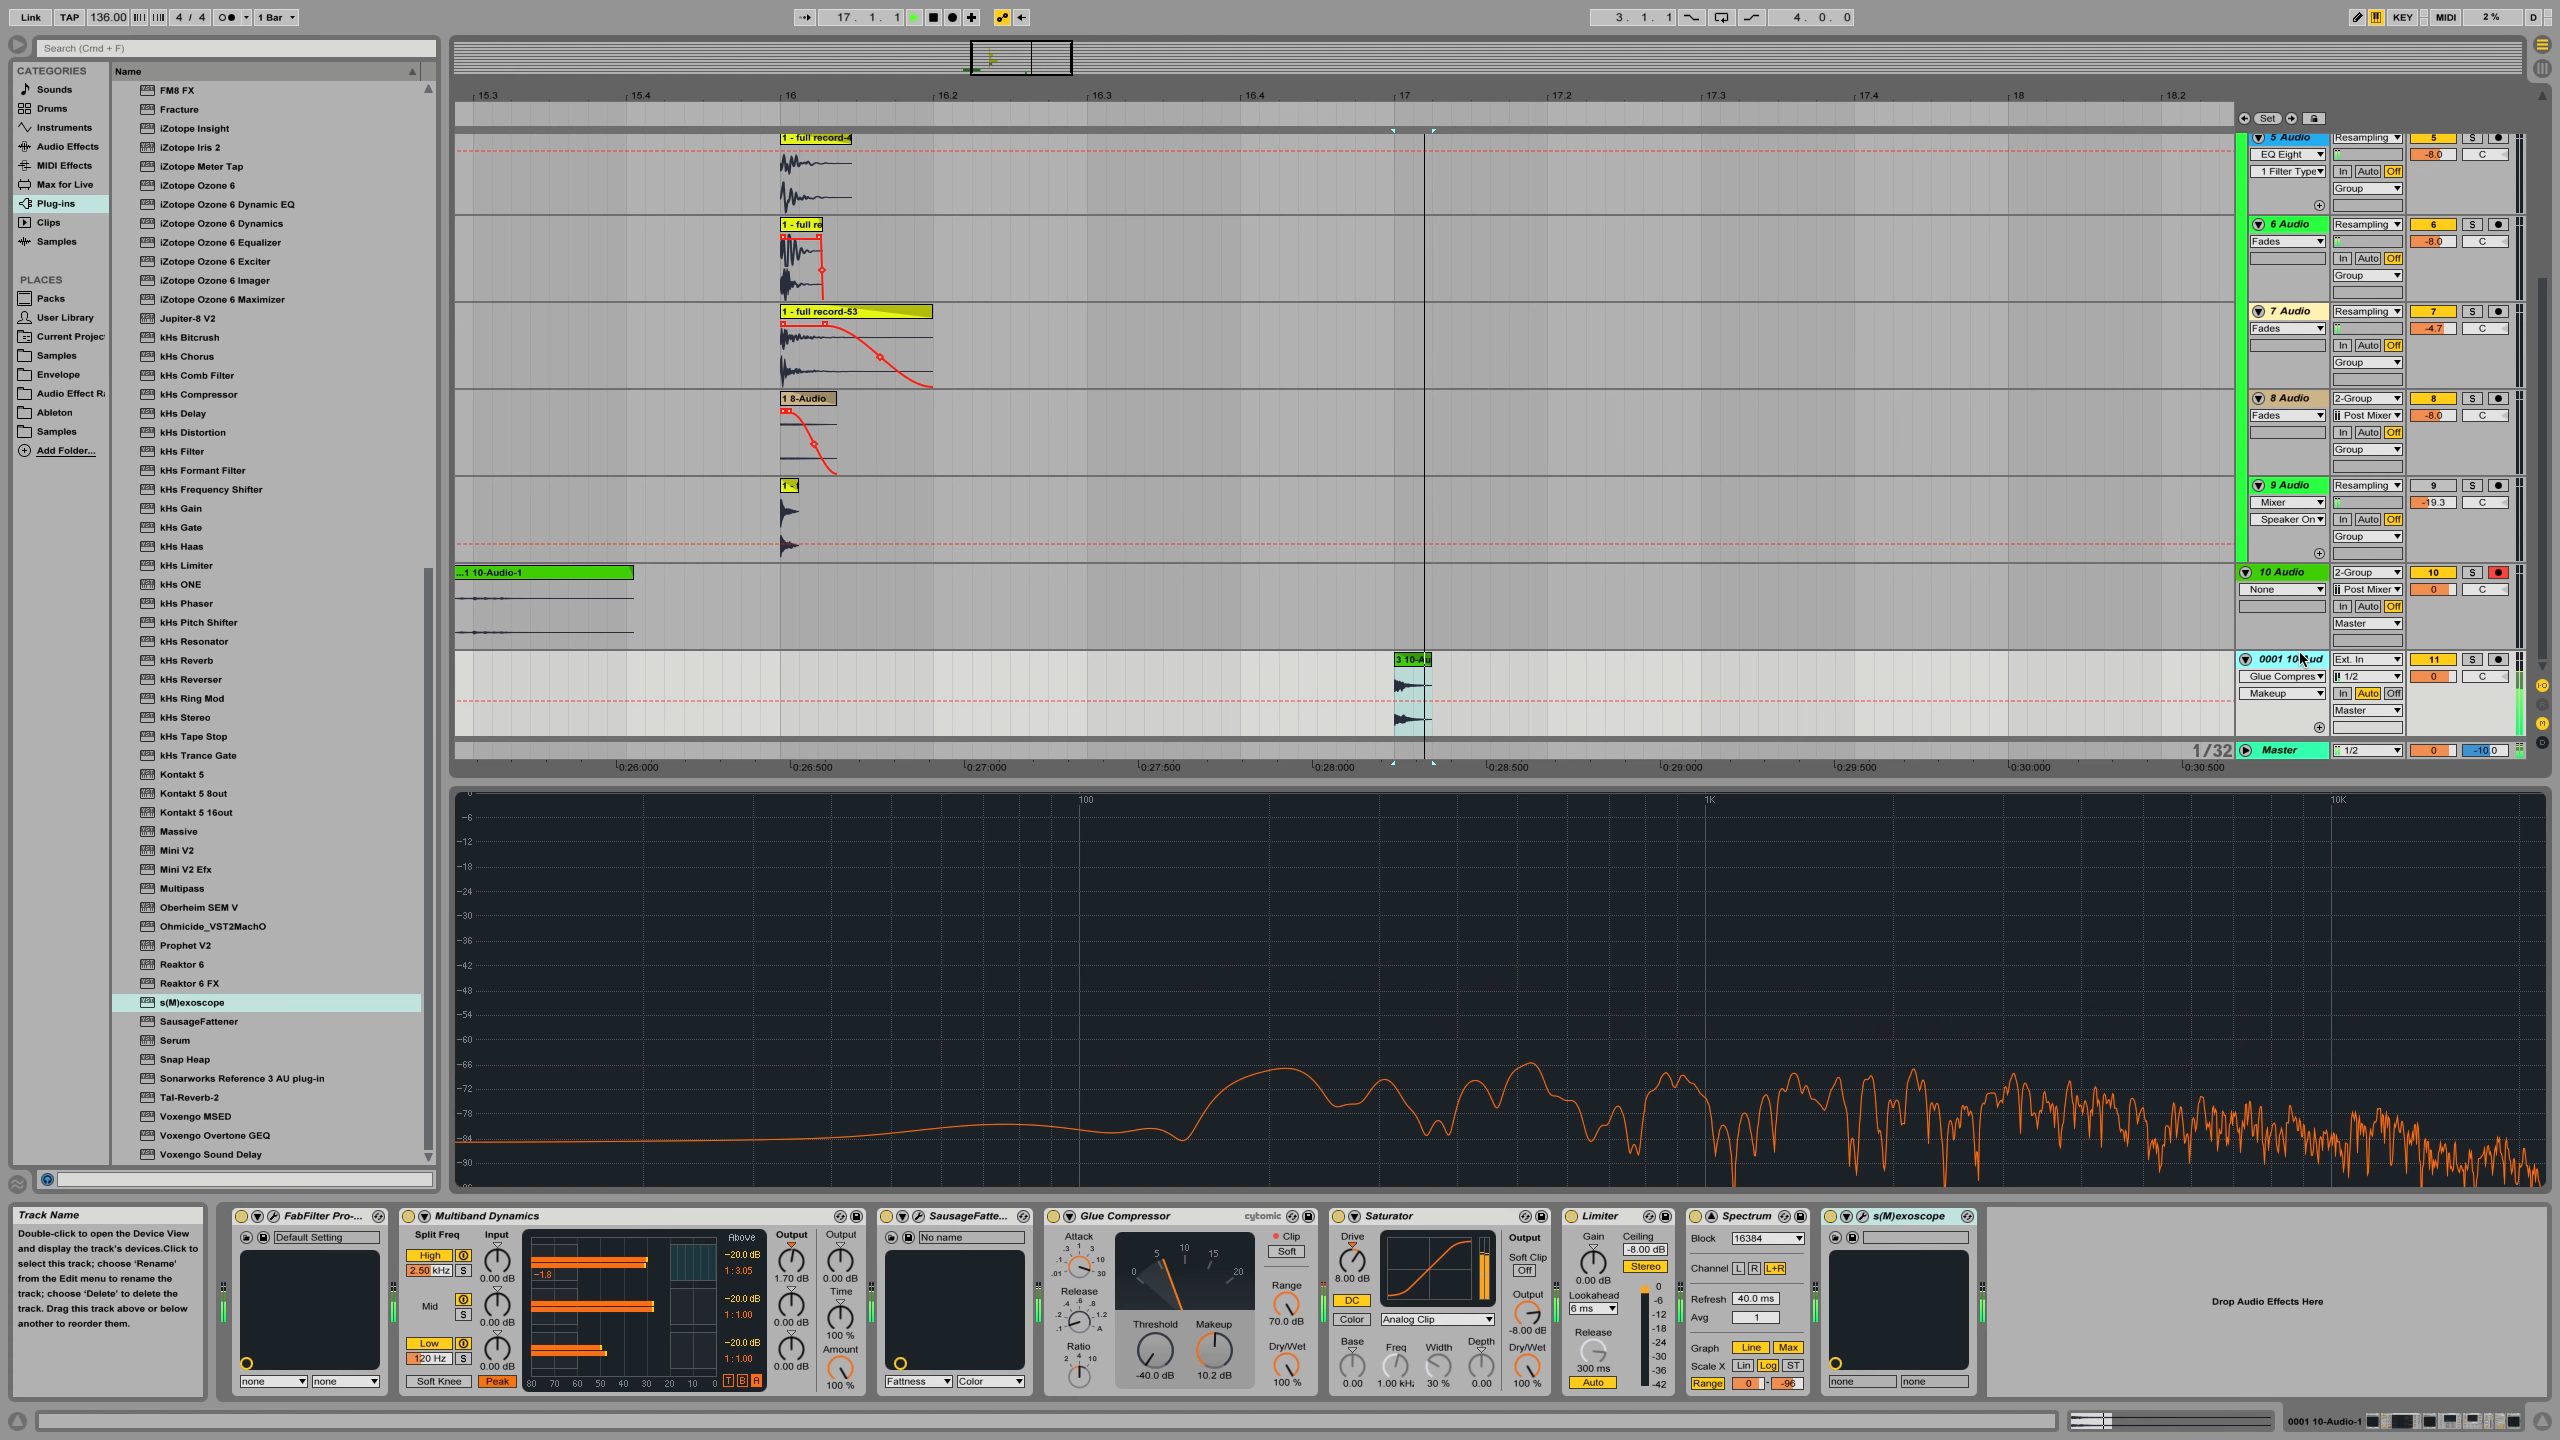 Link TAP 136.00 4 / 4 1 Bar 17 . 1 . 1 3 . 1 . 1 4 . 0 . 0 KEY MIDI 2 % D
Search (Cmd + F)
CATEGORIES
Sounds
Drums
Instruments
Audio Effects
MIDI Effects
Max for Live
Plug-ins
Clips
Samples
PLACES
Packs
User Library
Current Projec
Samples
Envelope
Audio Effect Ra
Ableton
Samples
Add Folder...
Name
FM8 FX
Fracture
iZotope Insight
iZotope Iris 2
iZotope Meter Tap
iZotope Ozone 6
iZotope Ozone 6 Dynamic EQ
iZotope Ozone 6 Dynamics
iZotope Ozone 6 Equalizer
iZotope Ozone 6 Exciter
iZotope Ozone 6 Imager
iZotope Ozone 6 Maximizer
Jupiter-8 V2
kHs Bitcrush
kHs Chorus
kHs Comb Filter
kHs Compressor
kHs Delay
kHs Distortion
kHs Filter
kHs Formant Filter
kHs Frequency Shifter
kHs Gain
kHs Gate
kHs Haas
kHs Limiter
kHs ONE
kHs Phaser
kHs Pitch Shifter
kHs Resonator
kHs Reverb
kHs Reverser
kHs Ring Mod
kHs Stereo
kHs Tape Stop
kHs Trance Gate
Kontakt 5
Kontakt 5 8out
Kontakt 5 16out
Massive
Mini V2
Mini V2 Efx
Multipass
Oberheim SEM V
Ohmicide_VST2MachO
Prophet V2
Reaktor 6
Reaktor 6 FX
s(M)exoscope
SausageFattener
Serum
Snap Heap
Sonarworks Reference 3 AU plug-in
Tal-Reverb-2
Voxengo MSED
Voxengo Overtone GEQ
Voxengo Sound Delay
15.3 15.4 16 16.2 16.3 16.4 17 17.2 17.3 17.4 18 18.2
Set
1 - full record-4
5 Audio Resampling 5
EQ Eight -8.0 C
1 Filter Type In Auto Off
Group
1 - full re
6 Audio Resampling 6 S
Fades -8.0 C
In Auto Off
Group
1 - full record-53
7 Audio Resampling 7 S
Fades -4.7 C
In Auto Off
Group
1 8-Audio
8 Audio 2-Group 8 S
Fades Post Mixer -8.0 C
In Auto Off
Group
1 -
9 Audio Resampling 9 S
Mixer -19.3 C
Speaker On In Auto Off
Group
...1 10-Audio-1
10 Audio 2-Group 10 S
None Post Mixer 0 C
In Auto Off
Master
3 10-Au
0001 10 ud Ext. In 11 S
Glue Compres 1/2 0 C
Makeup In Auto Off
Master
1/32 Master 1/2 0 -10.0
0:26:000 0:26:500 0:27:000 0:27:500 0:28:000 0:28:500 0:29:000 0:29:500 0:30:000 0:30:500
0 100 1K 10K
-6
-12
-18
-24
-30
-36
-42
-48
-54
-60
-66
-72
-78
-84
-90
Track Name
Double-click to open the Device View
and display the track's devices.Click to
select this track; choose 'Rename'
from the Edit menu to rename the
track; choose 'Delete' to delete the
track. Drag this track above or below
another to reorder them.
FabFilter Pro-...
Default Setting
none none
Multiband Dynamics
Split Freq Input Above Output Output
High -20.0 dB
2.50 kHz S 0.00 dB -1.8 1 : 3.05 1.70 dB 0.00 dB
Mid -20.0 dB Time
S 0.00 dB 1 : 1.00 0.00 dB 100 %
Low -20.0 dB Amount
120 Hz S 0.00 dB 1 : 1.00 0.00 dB
Soft Knee Peak 80 70 60 50 40 30 20 10 0 T B A 100 %
SausageFatte...
No name
Fattness Color
Glue Compressor cytomic
Attack
.01 .1 .3 1 3 10 30
Release
.1 .2 .4 .6 .8 1.2 A
Ratio
2 4 10
0 5 10 15 20
Threshold Makeup
-40.0 dB 10.2 dB
Clip
Soft
Range
70.0 dB
Dry/Wet
100 %
Saturator
Drive
8.00 dB
DC
Color
Analog Clip
Base Freq Width Depth
0.00 1.00 kHz 30 % 0.00
Output
Soft Clip
Off
Output
-8.00 dB
Dry/Wet
100 %
Limiter
Gain Ceiling
-8.00 dB
0.00 dB Stereo
Lookahead
6 ms
Release
300 ms
Auto
0
-6
-12
-18
-24
-30
-36
-42
Spectrum
Block 16384
Channel L R L+R
Refresh 40.0 ms
Avg 1
Graph Line Max
Scale X Lin Log ST
Range 0 - -96
s(M)exoscope
none none
Drop Audio Effects Here
0001 10-Audio-1